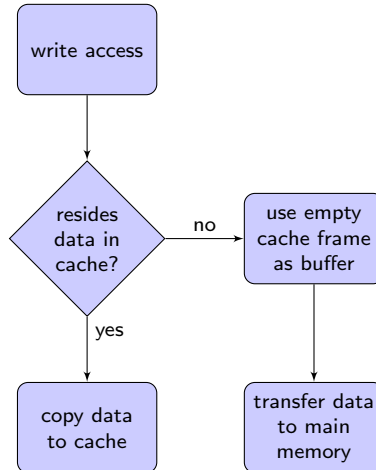 write access
resides
data in
cache?
no
use empty
cache frame
as buffer
yes
copy data
to cache
transfer data
to main
memory